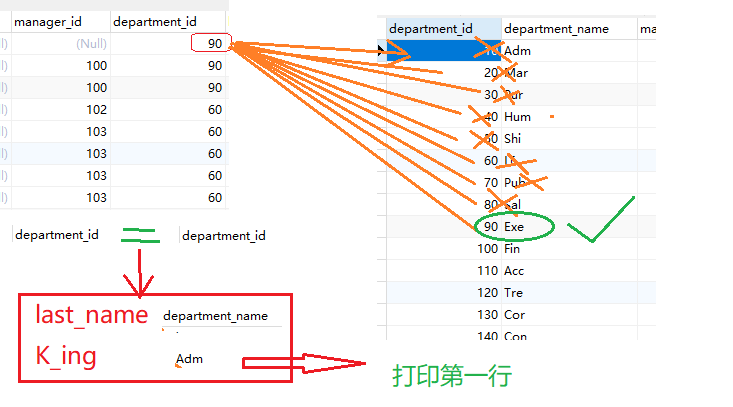 manager_id department_id
(Null) 90
100 90
100 90
102 60
103 60
103 60
103 60
103 60
department_id department_name ma
10 Adm
20 Mar
30 Pur
40 Hum
50 Shi
60
70 Pub
80 Sal
90 Exe
100 Fin
110 Acc
120 Tre
130 Cor
140 Con
department_id = department_id
last_name department_name
K_ing Adm
打印第一行